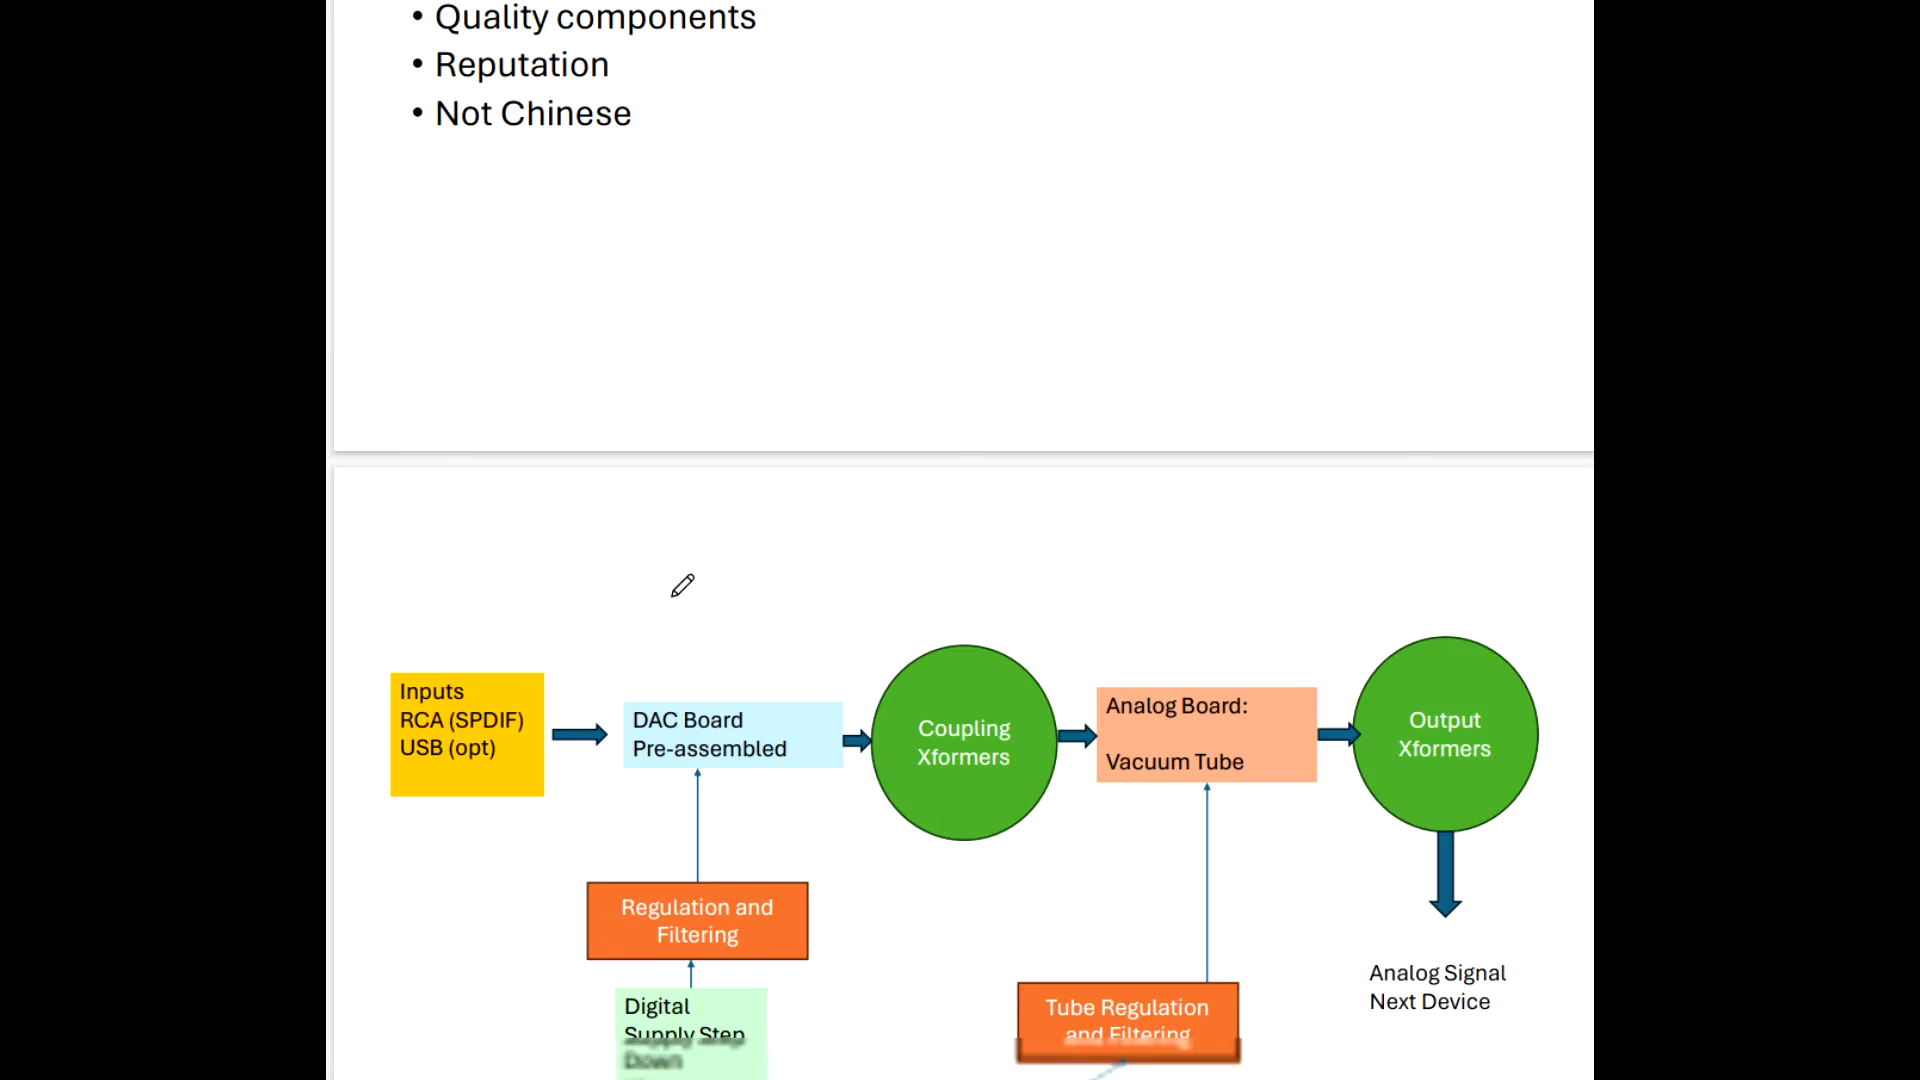 • Quality components
• Reputation
• Not Chinese
Inputs
RCA (SPDIF)
USB (opt)
DAC Board
Pre-assembled
Coupling
Xformers
Analog Board:
Vacuum Tube
Output
Xformers
Regulation and
Filtering
Analog Signal
Next Device
Digital
Supply Step
Down
Tube Regulation
and Filtering